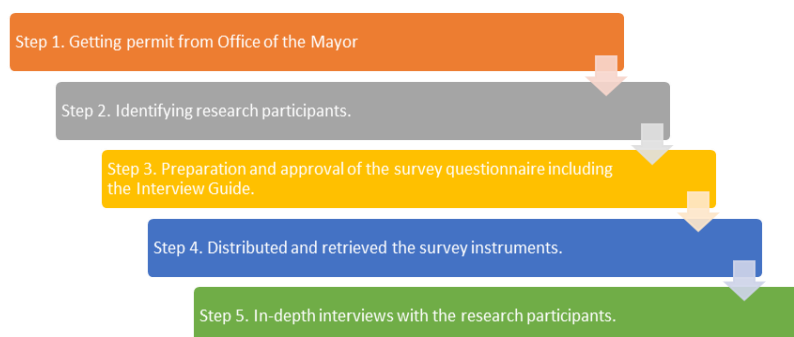 Step 1. Getting permit from Office of the Mayor
Step 2. Identifying research participants.
Step 3. Preparation and approval of the survey questionnaire including
the Interview Guide.
Step 4. Distributed and retrieved the survey instruments.
Step 5. In-depth interviews with the research participants.